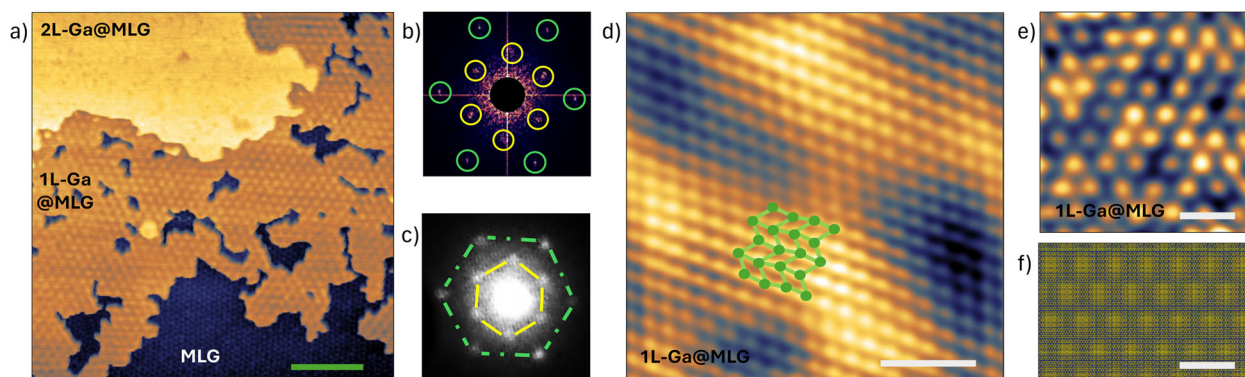 a)
2L-Ga@MLG
1L-Ga
@MLG
MLG
b)
c)
d)
1L-Ga@MLG
e)
1L-Ga@MLG
f)